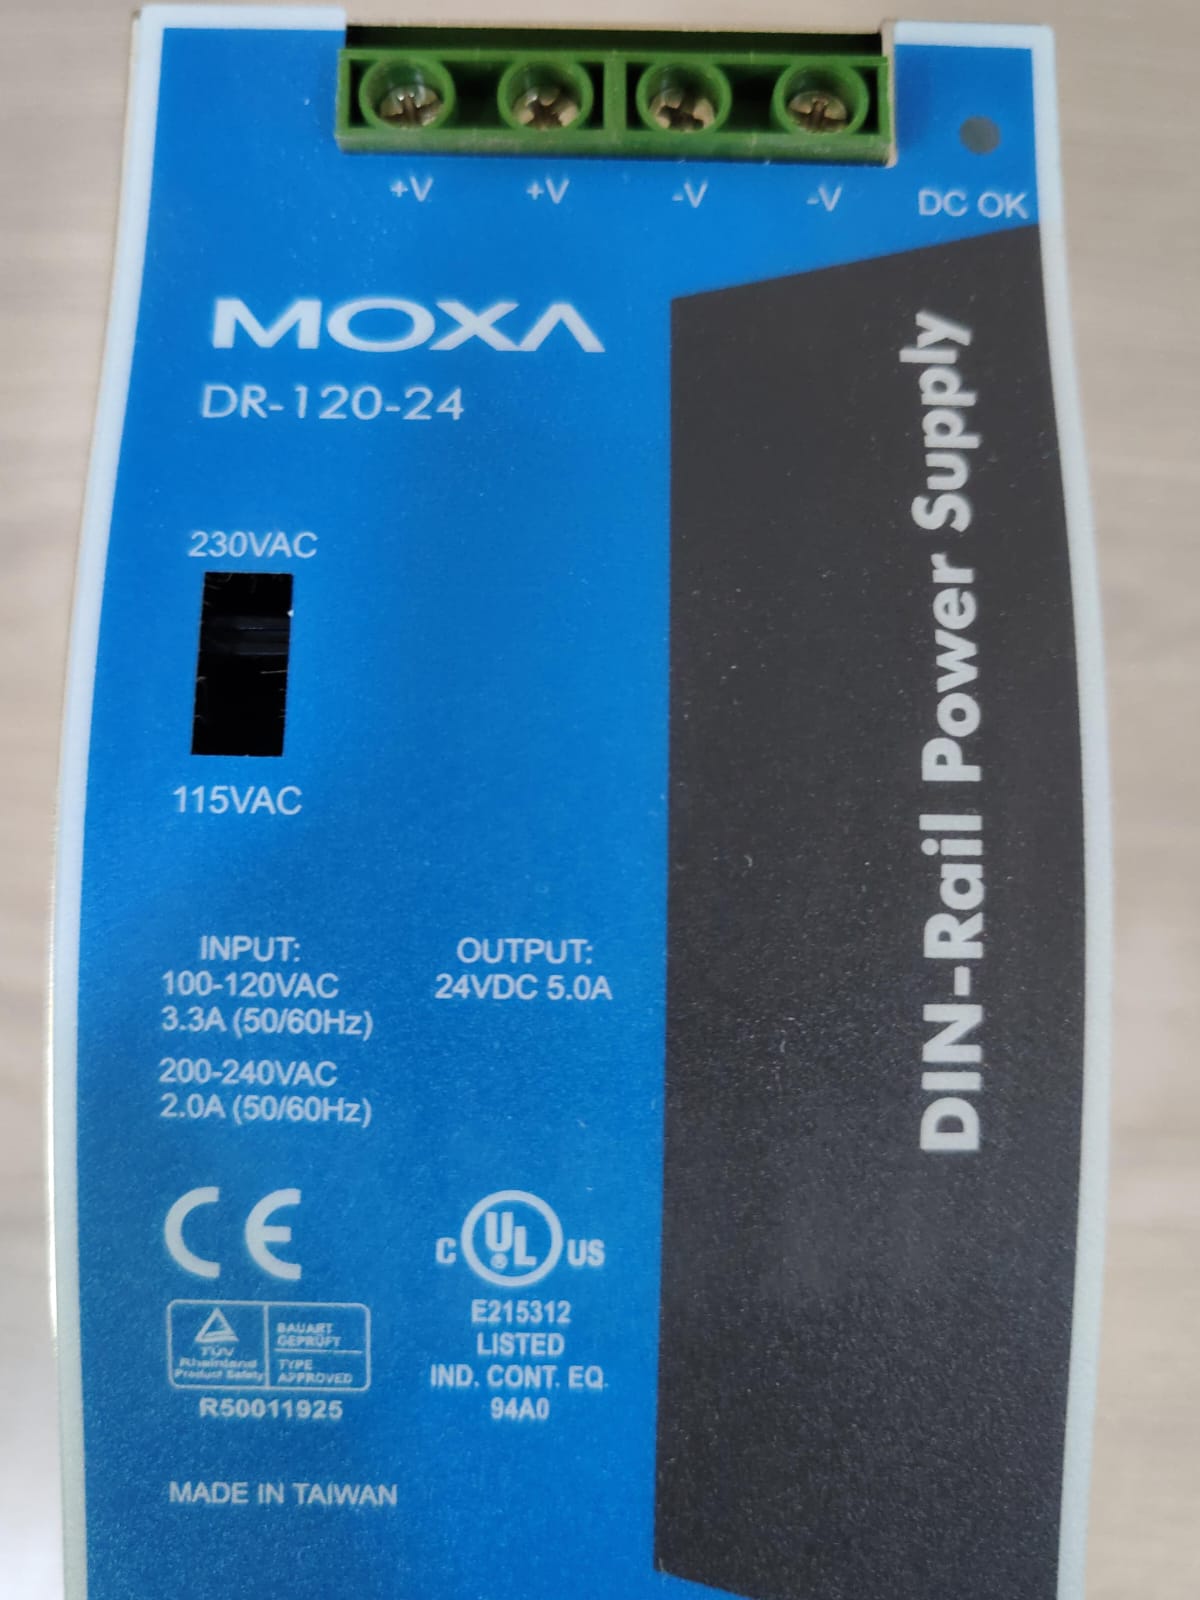 +V +V -V -V
DC OK
MOXA
DR-120-24
DIN-Rail Power Supply
230VAC
115VAC
INPUT:
100-120VAC
3.3A (50/60Hz)
200-240VAC
2.0A (50/60Hz)
OUTPUT:
24VDC 5.0A
CE
C UL US
E215312
LISTED
IND. CONT. EQ.
94A0
TÜV
Rheinland
Product Safety
BAUART
GEPRÜFT
TYPE
APPROVED
R50011925
MADE IN TAIWAN